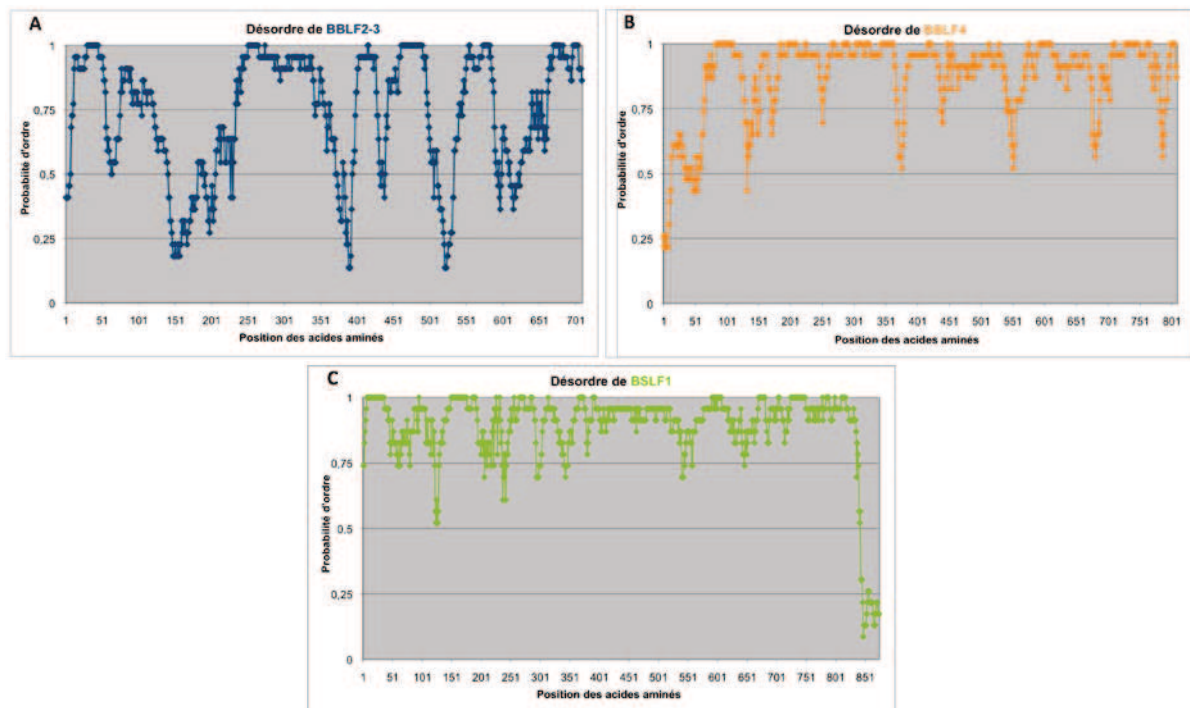 A
Désordre de BBLF2-3
Probabilité d'ordre
1
0,75
0,5
0,25
0
1 51 101 151 201 251 301 351 401 451 501 551 601 651 701
Position des acides aminés
B
Désordre de BBLF4
Probabilité d'ordre
1
0,75
0,5
0,25
0
1 51 101 151 201 251 301 351 401 451 501 551 601 651 701 751 801
Position des acides aminés
C
Désordre de BSLF1
Probabilité d'ordre
1
0,75
0,5
0,25
0
1 51 101 151 201 251 301 351 401 451 501 551 601 651 701 751 801 851
Position des acides aminés